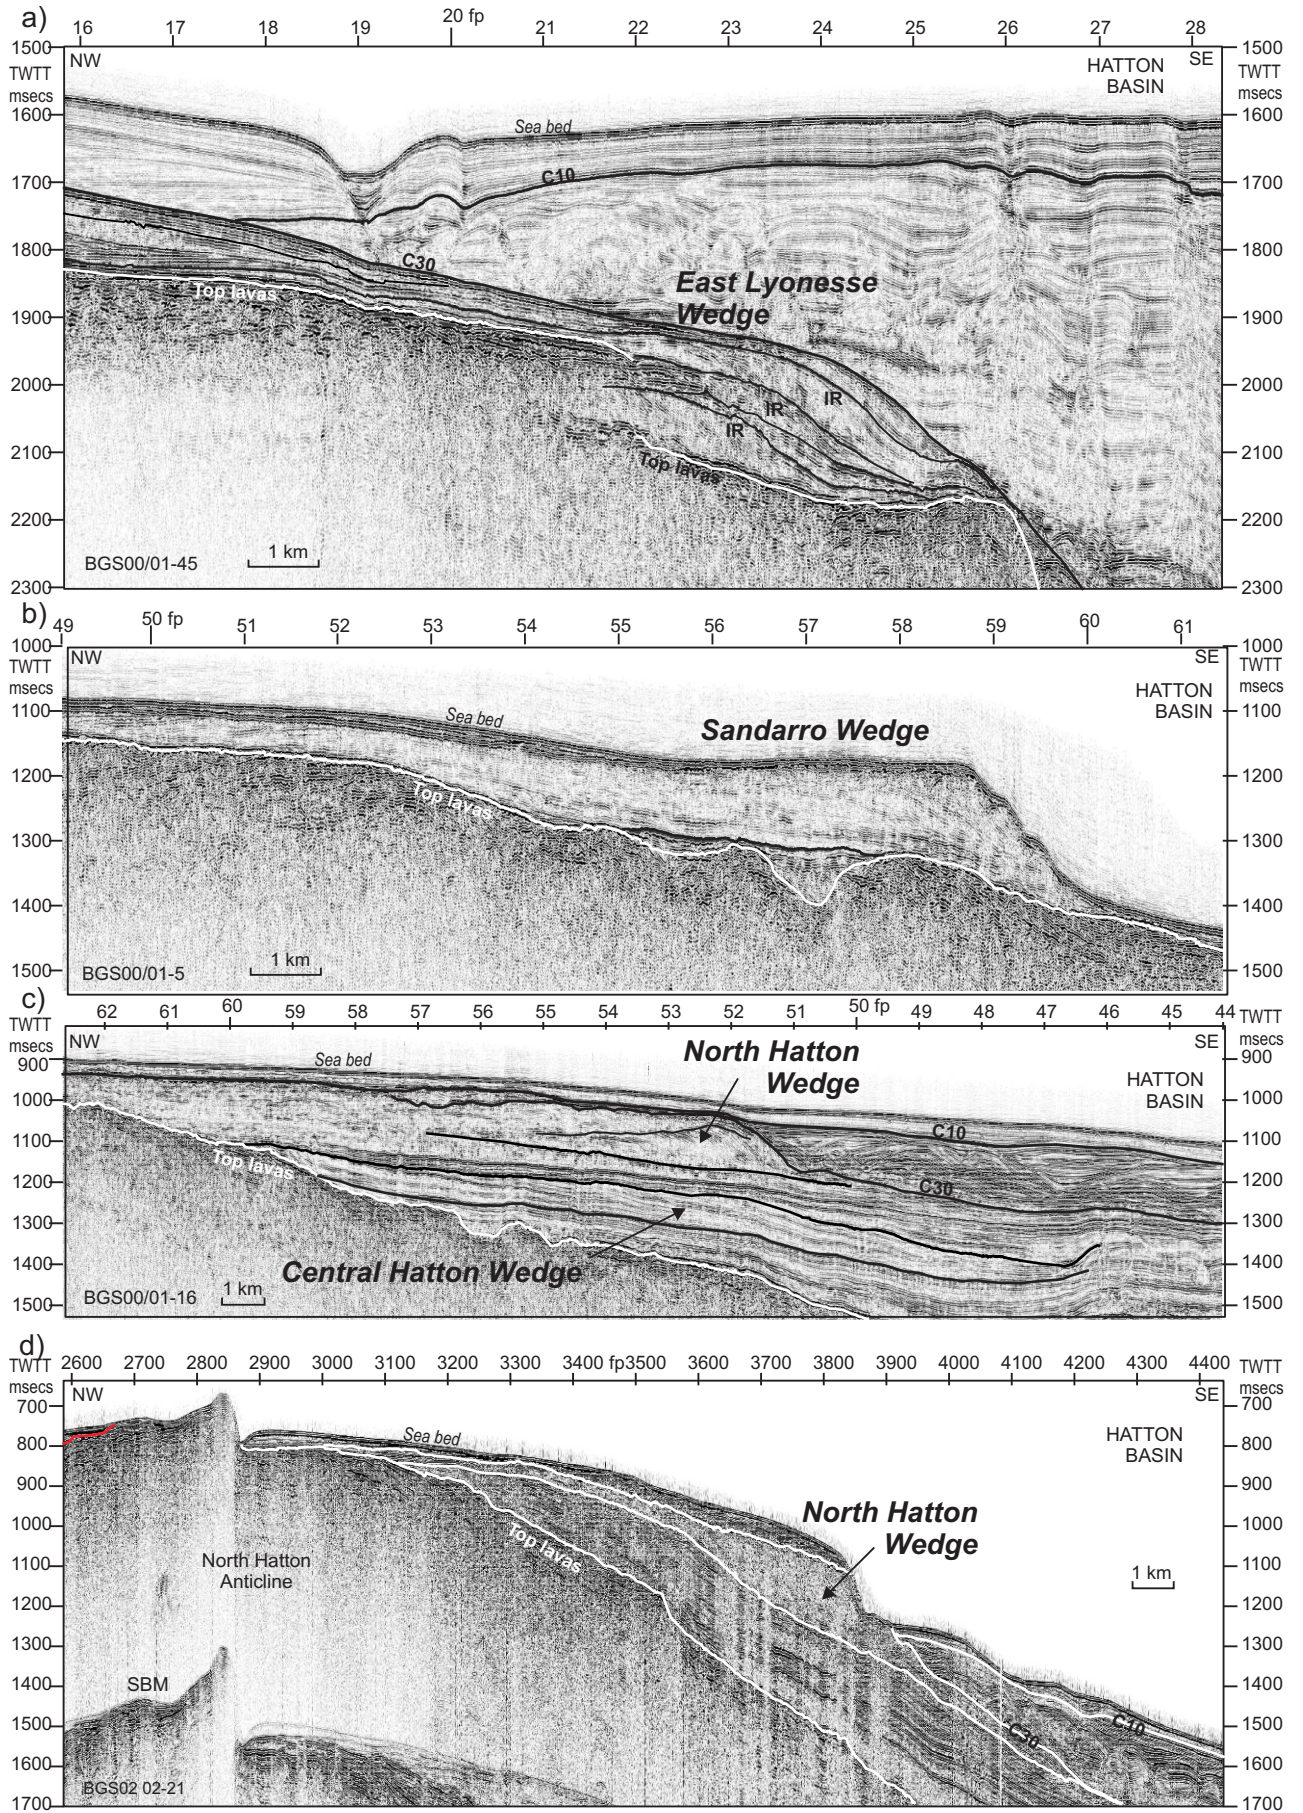 a)
16 17 18 19 20 fp 21 22 23 24 25 26 27 28
1500 1500
TWTT TWTT
msecs msecs
NW
SE
HATTON
BASIN
1600 1600
Sea bed
C10
1700 1700
1800 1800
C30
East Lyonesse
Wedge
Top lavas
1900 1900
2000 2000
IR
IR
IR
2100 2100
Top lavas
2200 2200
1 km
BGS00/01-45
2300 2300
b)
49 50 fp 51 52 53 54 55 56 57 58 59 60 61
1000 1000
TWTT TWTT
msecs msecs
NW
SE
HATTON
BASIN
1100 1100
Sea bed
Sandarro Wedge
1200 1200
Top lavas
1300 1300
1400 1400
1 km
BGS00/01-5
1500 1500
c)
62 61 60 59 58 57 56 55 54 53 52 51 50 fp 49 48 47 46 45 44
TWTT TWTT
msecs msecs
NW
SE
Sea bed
North Hatton
Wedge
900 900
HATTON
BASIN
1000 1000
C10
1100 1100
Top lavas
C30
1200 1200
1300 1300
Central Hatton Wedge
1400 1400
BGS00/01-16
1 km
1500 1500
d)
TWTT TWTT
msecs msecs
2600 2700 2800 2900 3000 3100 3200 3300 3400 fp 3500 3600 3700 3800 3900 4000 4100 4200 4300 4400
NW
SE
700 700
Sea bed
HATTON
BASIN
800 800
900 900
North Hatton
Wedge
1000 1000
Top lavas
1100 1100
North Hatton
Anticline
1 km
1200 1200
1300 1300
SBM
1400 1400
C10
C30
1500 1500
1600 1600
BGS02 02-21
1700 1700